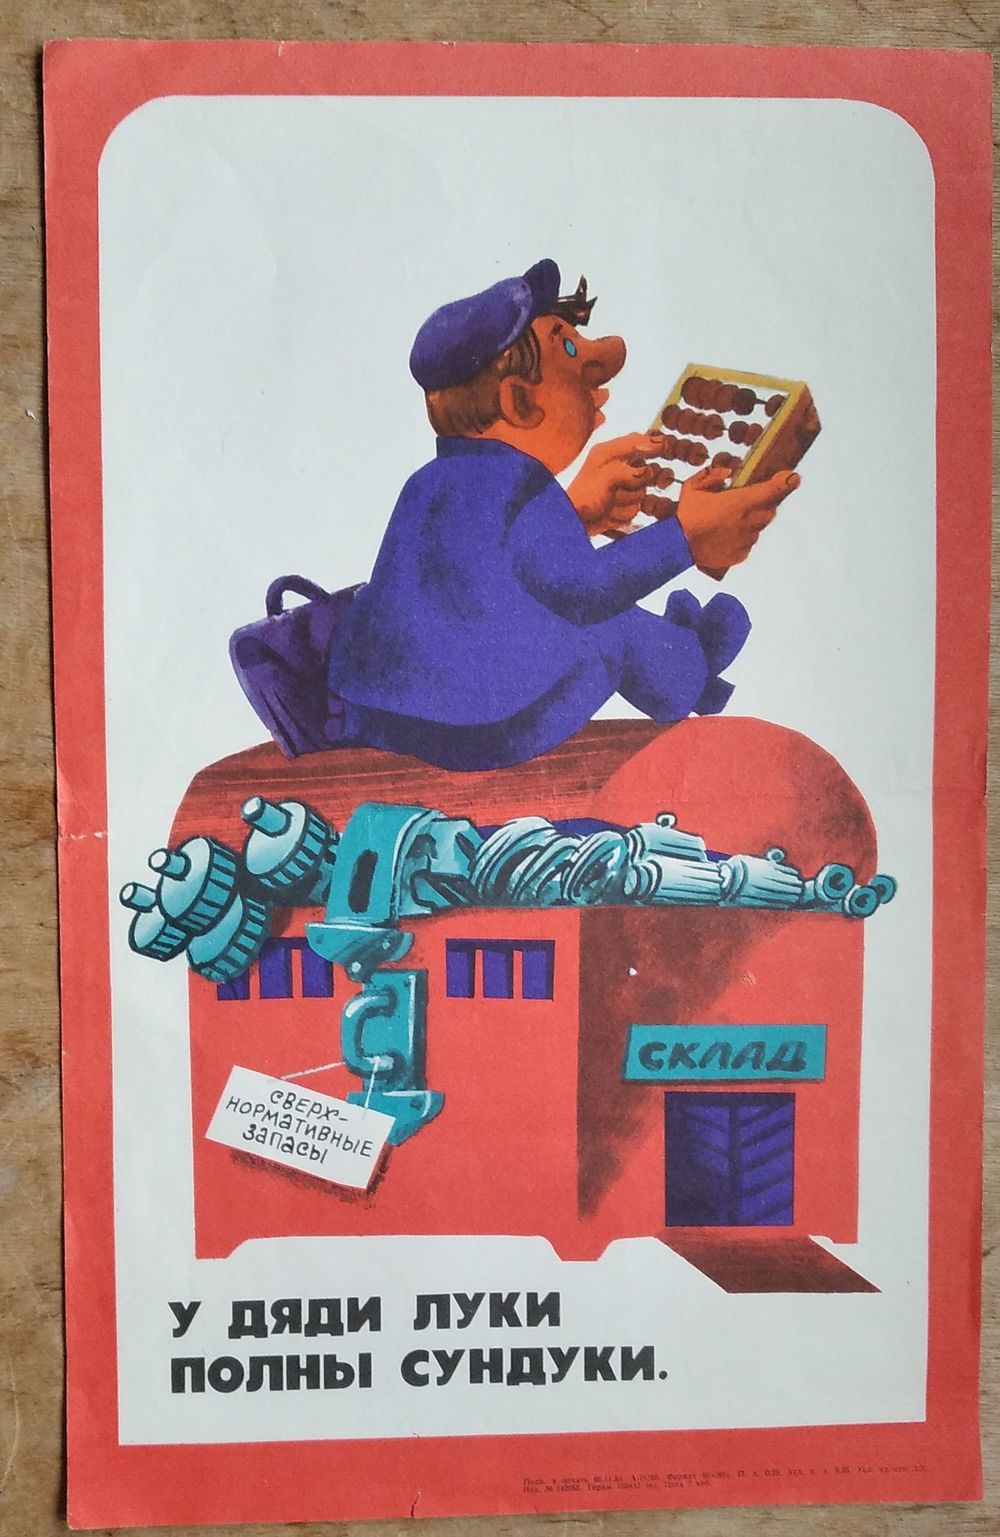 СКЛАД
СВЕРХ-
НОРМАТИВНЫЕ
ЗАПАСЫ
У ДЯДИ ЛУКИ
ПОЛНЫ СУНДУКИ.